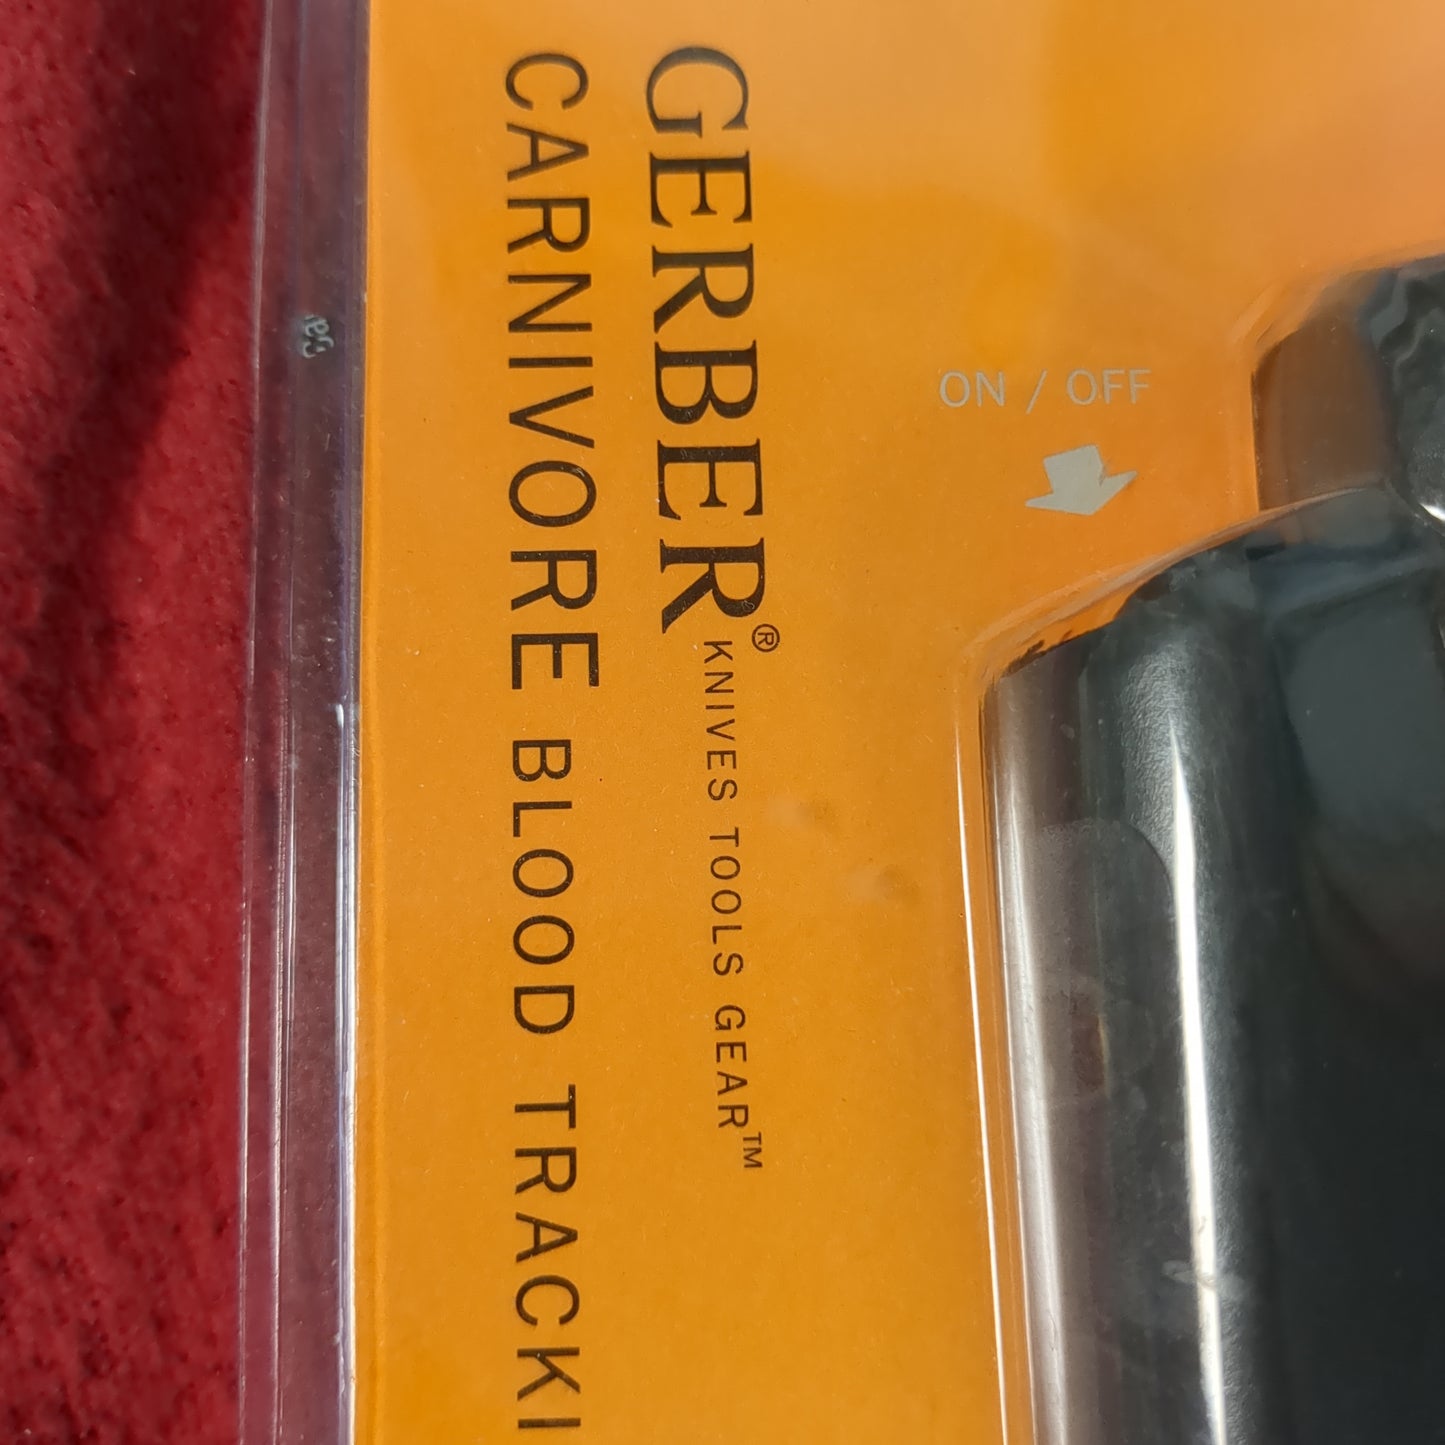 GERBER® KNIVES TOOLS GEAR™
CARNIVORE BLOOD TRACKI
ON / OFF